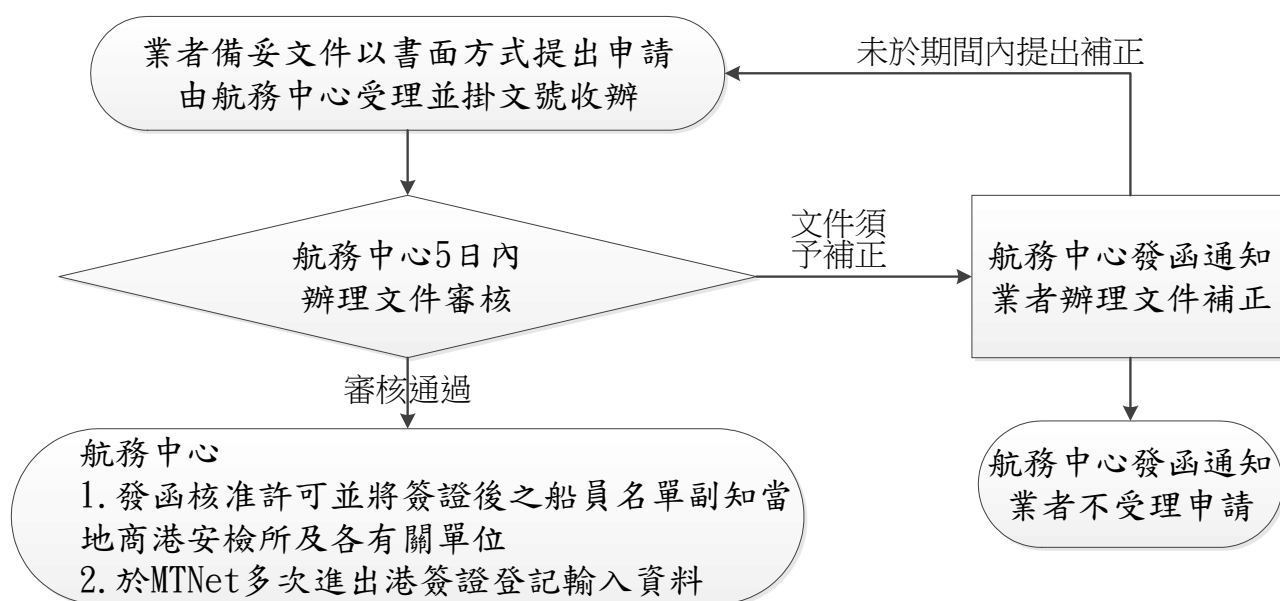 業者備妥文件以書面方式提出申請
由航務中心受理並掛文號收辦
未於期間內提出補正
航務中心5日內
辦理文件審核
文件須
予補正
航務中心發函通知
業者辦理文件補正
審核通過
航務中心
1.發函核准許可並將簽證後之船員名單副知當
地商港安檢所及各有關單位
2.於MTNet多次進出港簽證登記輸入資料
航務中心發函通知
業者不受理申請